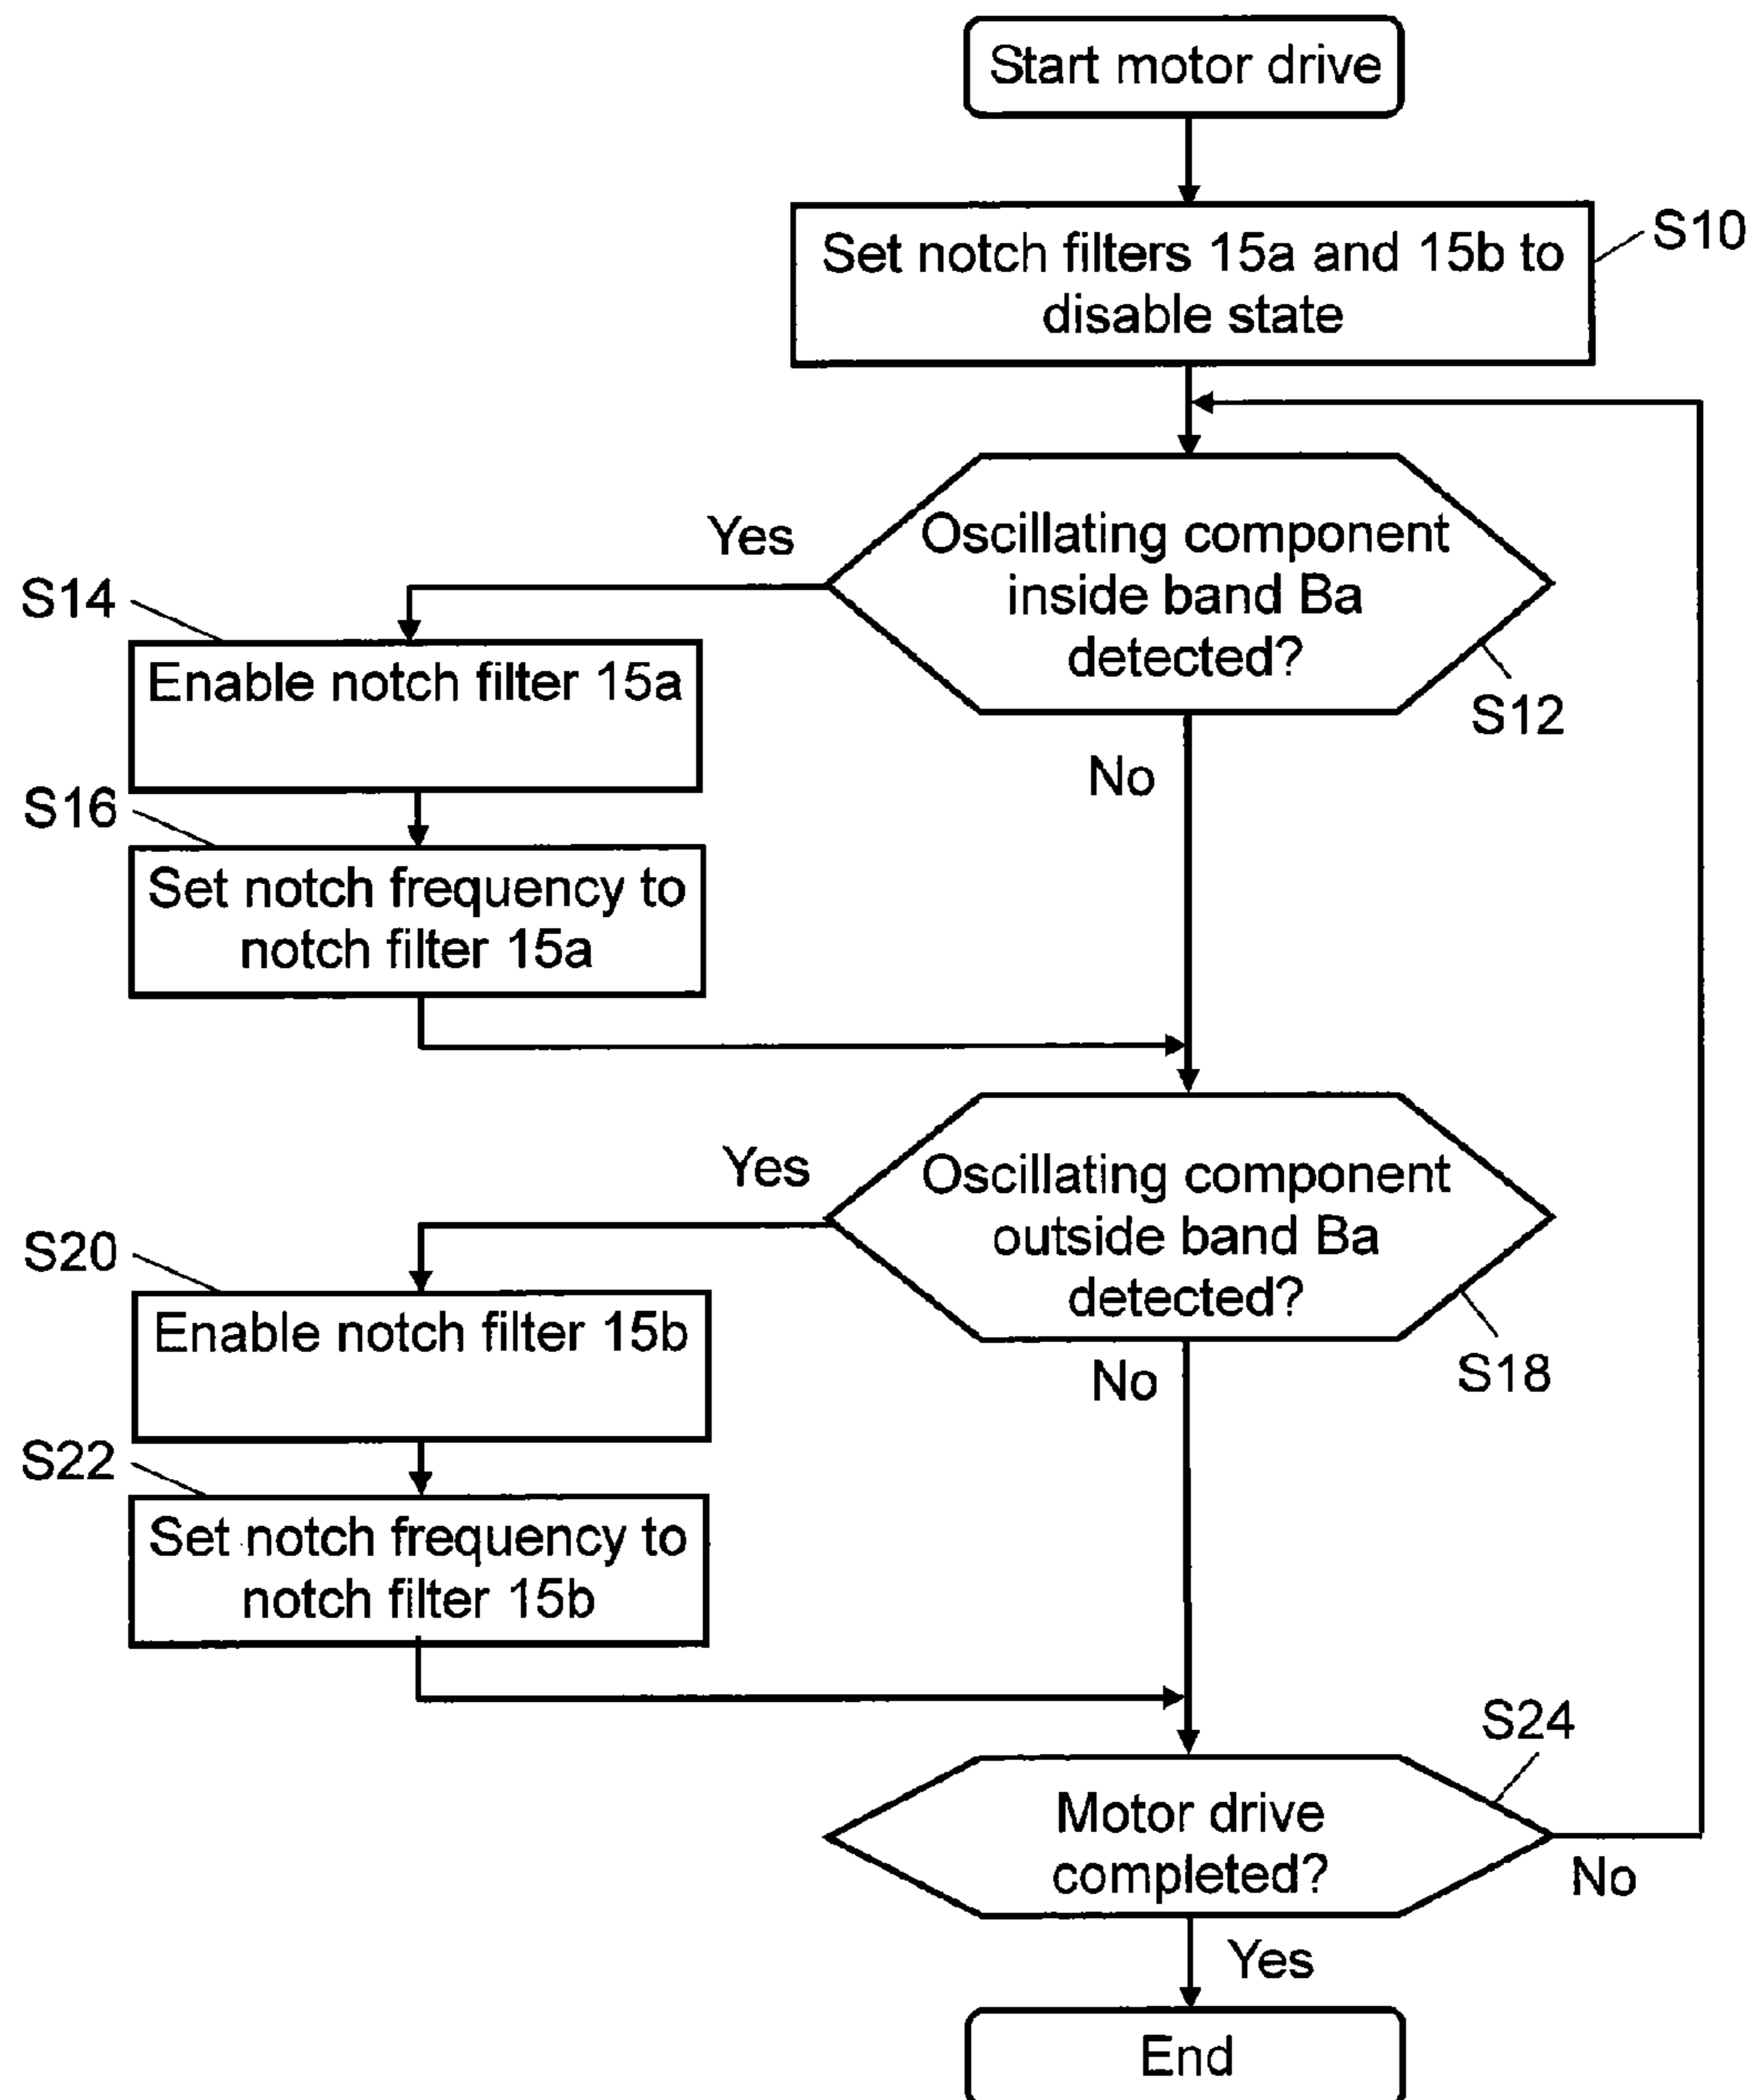 Start motor drive
Set notch filters 15a and 15b to
disable state
S10
Yes
Oscillating component
inside band Ba
detected?
S12
S14
Enable notch filter 15a
No
S16
Set notch frequency to
notch filter 15a
Yes
Oscillating component
outside band Ba
detected?
S18
S20
Enable notch filter 15b
No
S22
Set notch frequency to
notch filter 15b
S24
Motor drive
completed?
No
Yes
End